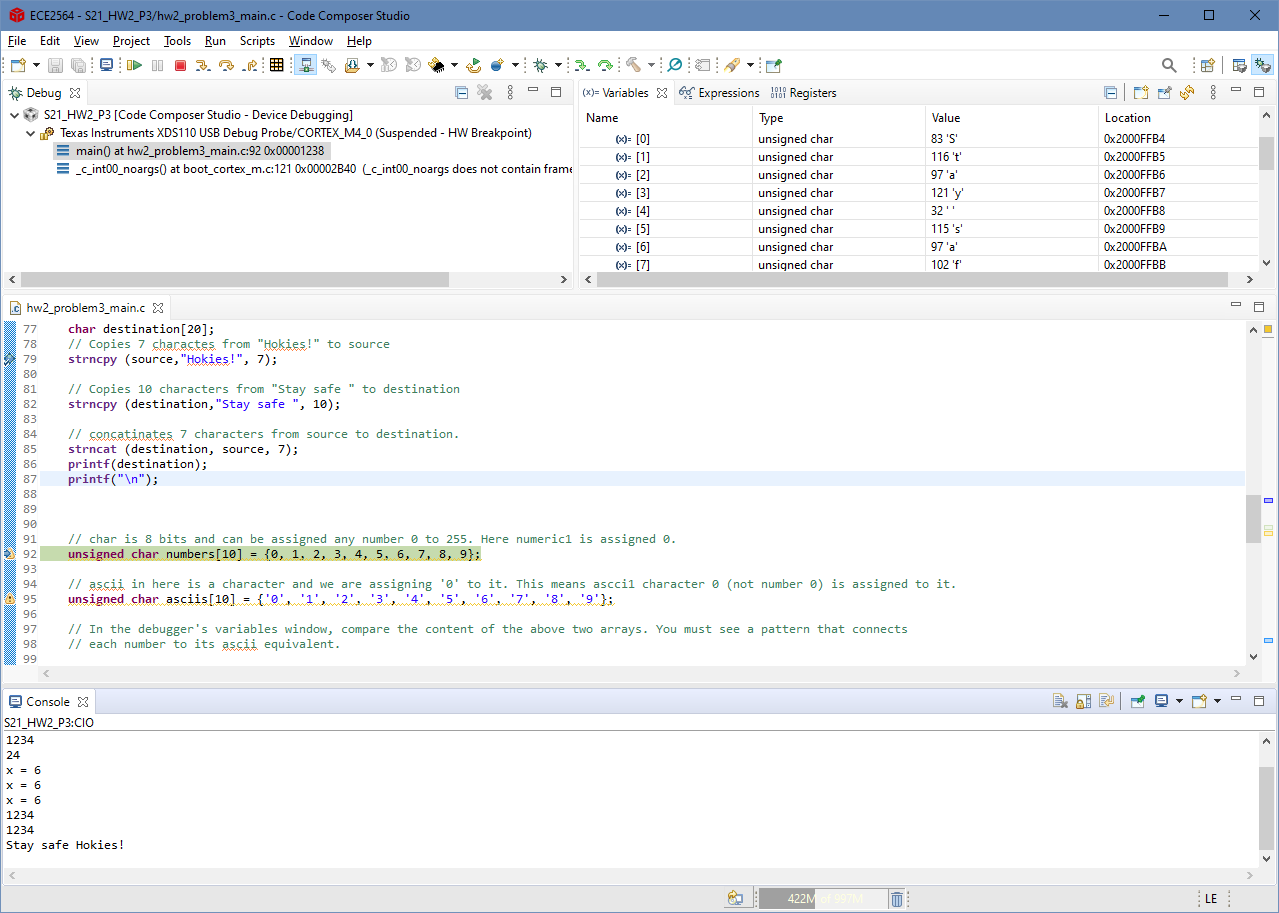 ECE2564 - S21_HW2_P3/hw2_problem3_main.c - Code Composer Studio
File Edit View Project Tools Run Scripts Window Help
Debug
S21_HW2_P3 [Code Composer Studio - Device Debugging]
Texas Instruments XDS110 USB Debug Probe/CORTEX_M4_0 (Suspended - HW Breakpoint)
main() at hw2_problem3_main.c:92 0x00001238
_c_int00_noargs() at boot_cortex_m.c:121 0x00002B40 (_c_int00_noargs does not contain frame
(x)= Variables Expressions 1010 0101 Registers
Name Type Value Location
(x)= [0] unsigned char 83 'S' 0x2000FFB4
(x)= [1] unsigned char 116 't' 0x2000FFB5
(x)= [2] unsigned char 97 'a' 0x2000FFB6
(x)= [3] unsigned char 121 'y' 0x2000FFB7
(x)= [4] unsigned char 32 ' ' 0x2000FFB8
(x)= [5] unsigned char 115 's' 0x2000FFB9
(x)= [6] unsigned char 97 'a' 0x2000FFBA
(x)= [7] unsigned char 102 'f' 0x2000FFBB
hw2_problem3_main.c
77 char destination[20];
78 // Copies 7 charactes from "Hokies!" to source
79 strncpy (source,"Hokies!", 7);
80
81 // Copies 10 characters from "Stay safe " to destination
82 strncpy (destination,"Stay safe ", 10);
83
84 // concatinates 7 characters from source to destination.
85 strncat (destination, source, 7);
86 printf(destination);
87 printf("\n");
88
89
90
91 // char is 8 bits and can be assigned any number 0 to 255. Here numeric1 is assigned 0.
92 unsigned char numbers[10] = {0, 1, 2, 3, 4, 5, 6, 7, 8, 9};
93
94 // ascii in here is a character and we are assigning '0' to it. This means ascci1 character 0 (not number 0) is assigned to it.
95 unsigned char asciis[10] = {'0', '1', '2', '3', '4', '5', '6', '7', '8', '9'};
96
97 // In the debugger's variables window, compare the content of the above two arrays. You must see a pattern that connects
98 // each number to its ascii equivalent.
99
Console
S21_HW2_P3:CIO
1234
24
x = 6
x = 6
x = 6
1234
1234
Stay safe Hokies!
422M of 997M
LE